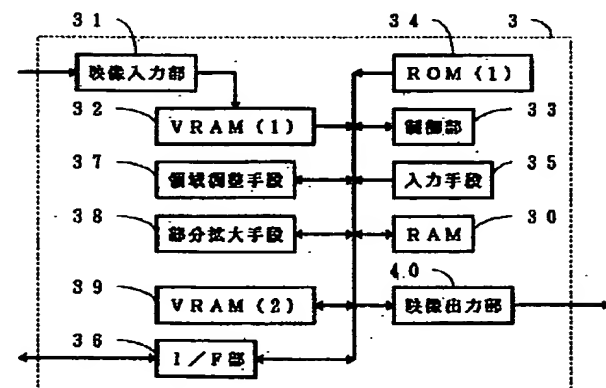 31
34
3
映像入力部
ROM(1)
32
33
VRAM(1)
制御部
37
35
領域調整手段
入力手段
38
30
部分拡大手段
RAM
39
40
VRAM(2)
映像出力部
36
I/F部